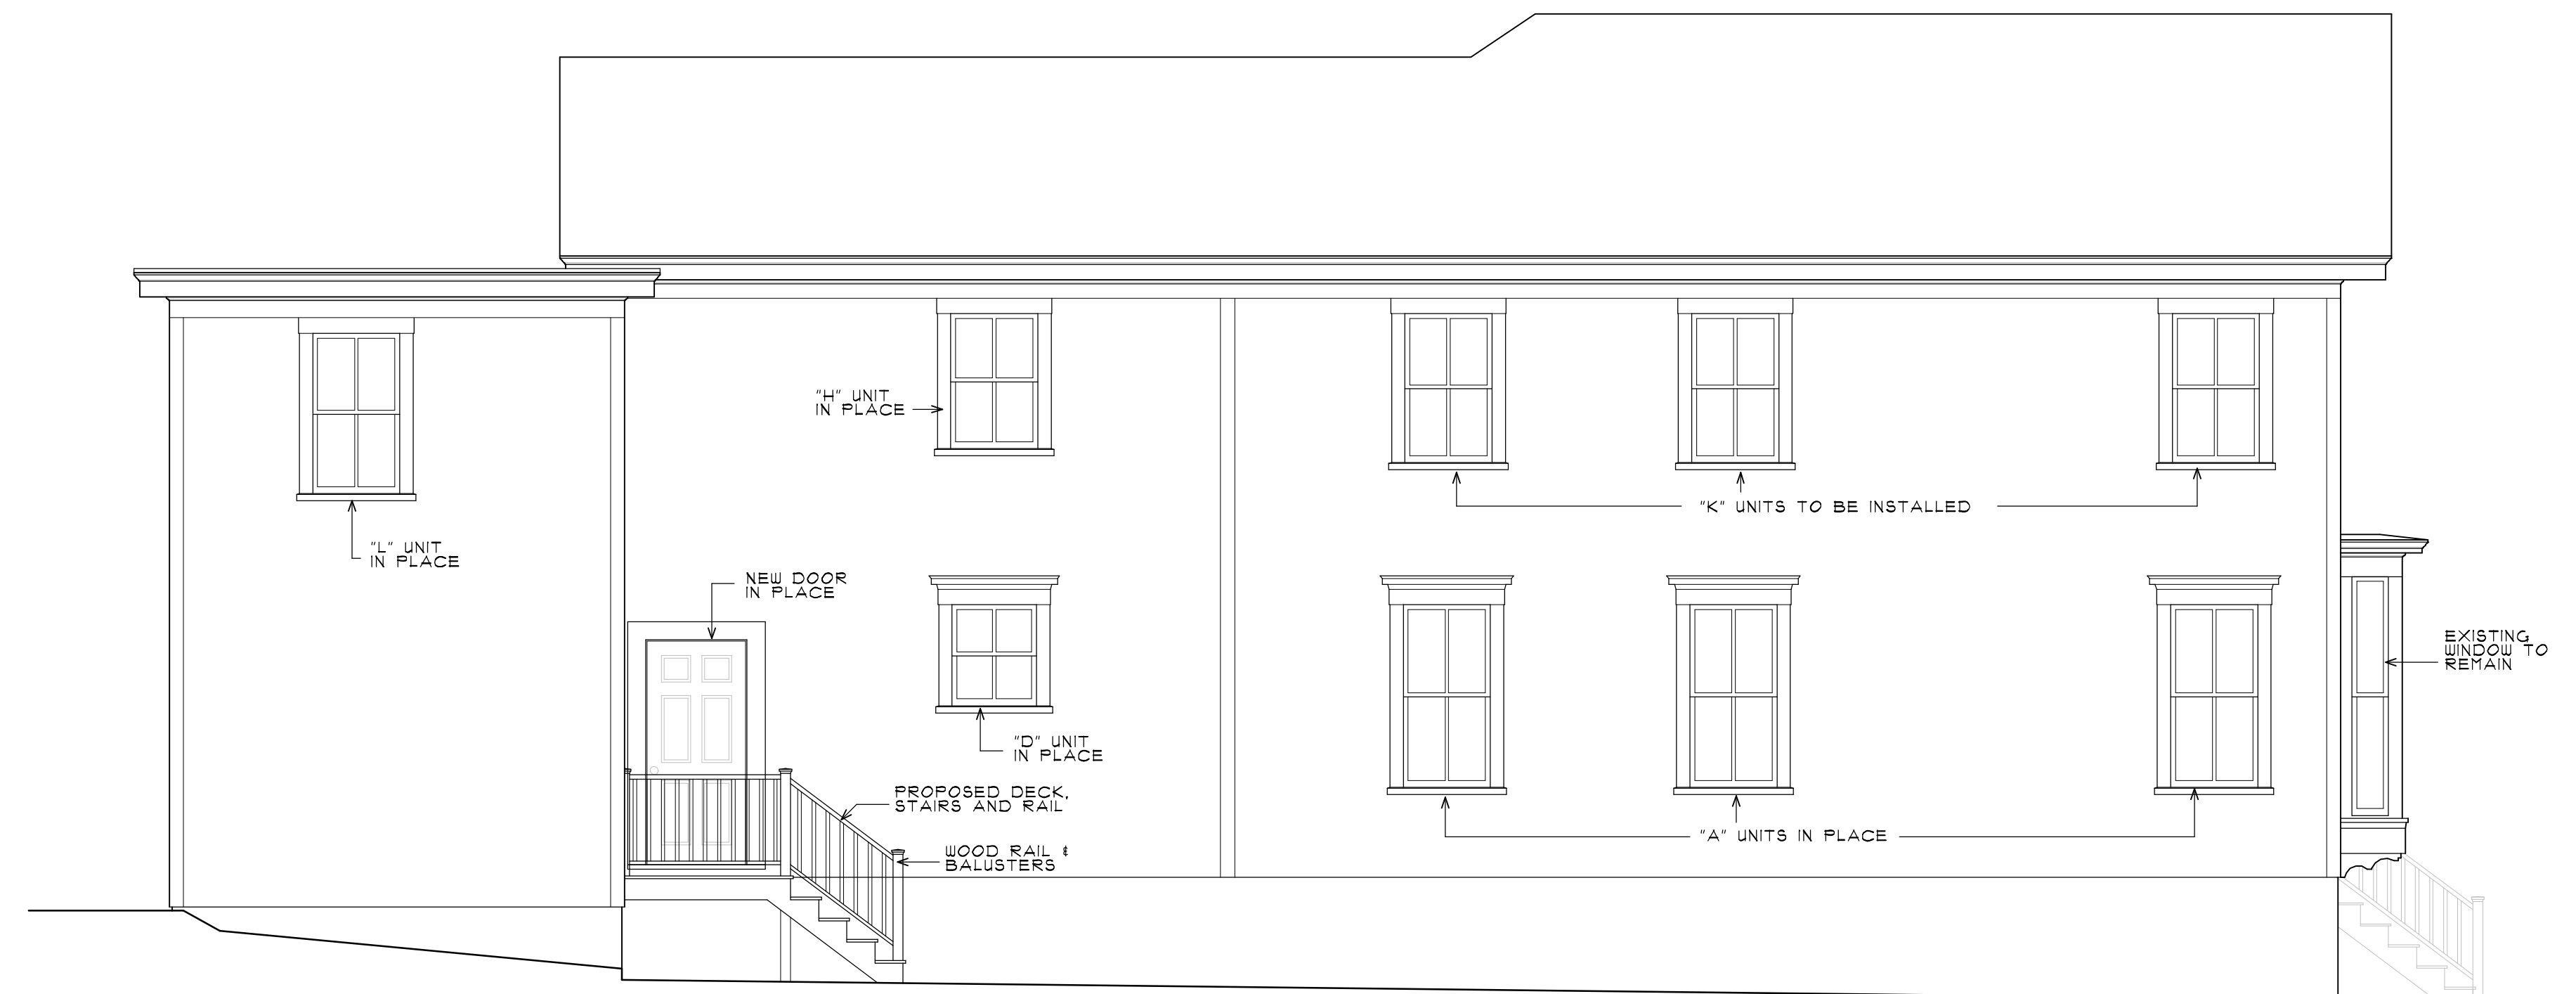 "H" UNIT
IN PLACE
"K" UNITS TO BE INSTALLED
"L" UNIT
IN PLACE
NEW DOOR
IN PLACE
EXISTING
WINDOW TO
REMAIN
"D" UNIT
IN PLACE
PROPOSED DECK,
STAIRS AND RAIL
"A" UNITS IN PLACE
WOOD RAIL &
BALUSTERS